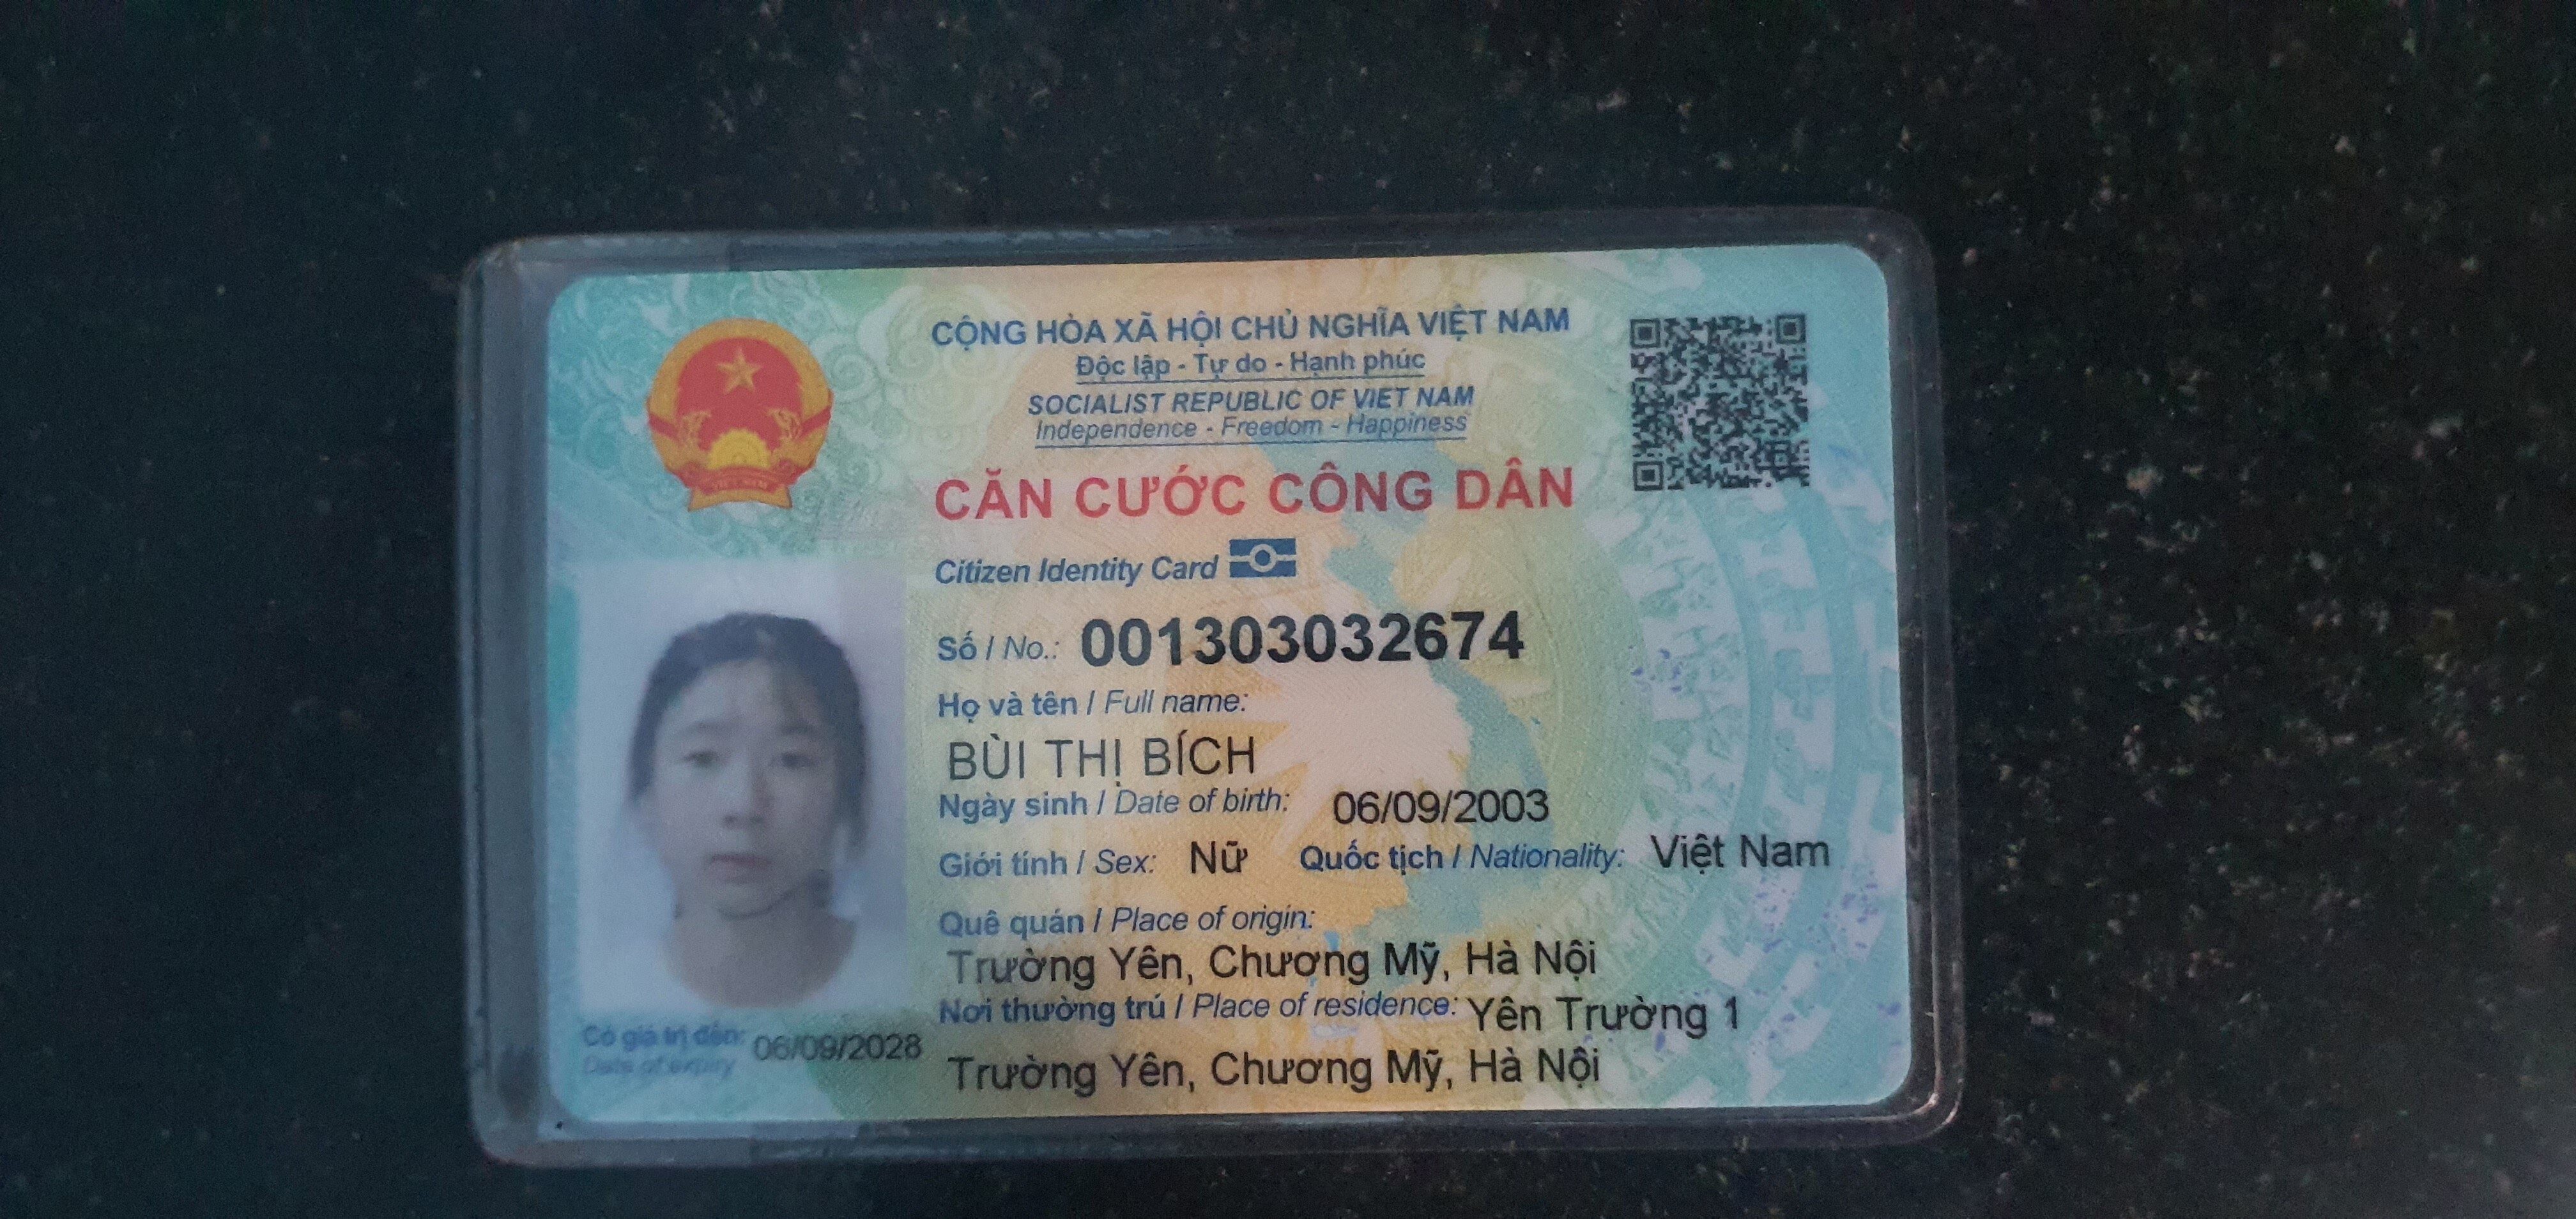 CỘNG HÒA XÃ HỘI CHỦ NGHĨA VIỆT NAM
Độc lập - Tự do - Hạnh phúc
SOCIALIST REPUBLIC OF VIET NAM
Independence - Freedom - Happiness
CĂN CƯỚC CÔNG DÂN
Citizen Identity Card
Số / No.: 001303032674
Họ và tên / Full name:
BÙI THỊ BÍCH
Ngày sinh / Date of birth: 06/09/2003
Giới tính / Sex: Nữ Quốc tịch / Nationality: Việt Nam
Quê quán / Place of origin:
Trường Yên, Chương Mỹ, Hà Nội
Nơi thường trú / Place of residence: Yên Trường 1
Trường Yên, Chương Mỹ, Hà Nội
Có giá trị đến: 06/09/2028
Date of expiry